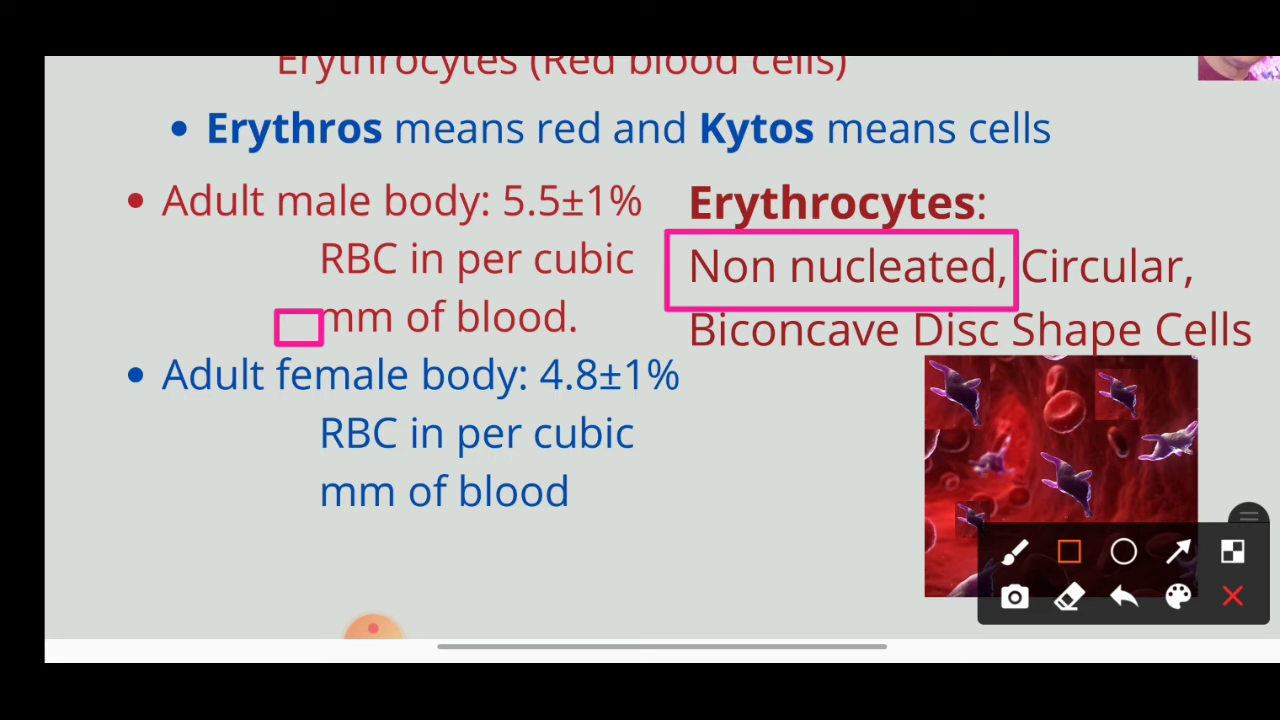 Erythrocytes (Red blood cells)
• Erythros means red and Kytos means cells
• Adult male body: 5.5±1%
RBC in per cubic
mm of blood.
• Adult female body: 4.8±1%
RBC in per cubic
mm of blood
Erythrocytes:
Non nucleated, Circular,
Biconcave Disc Shape Cells